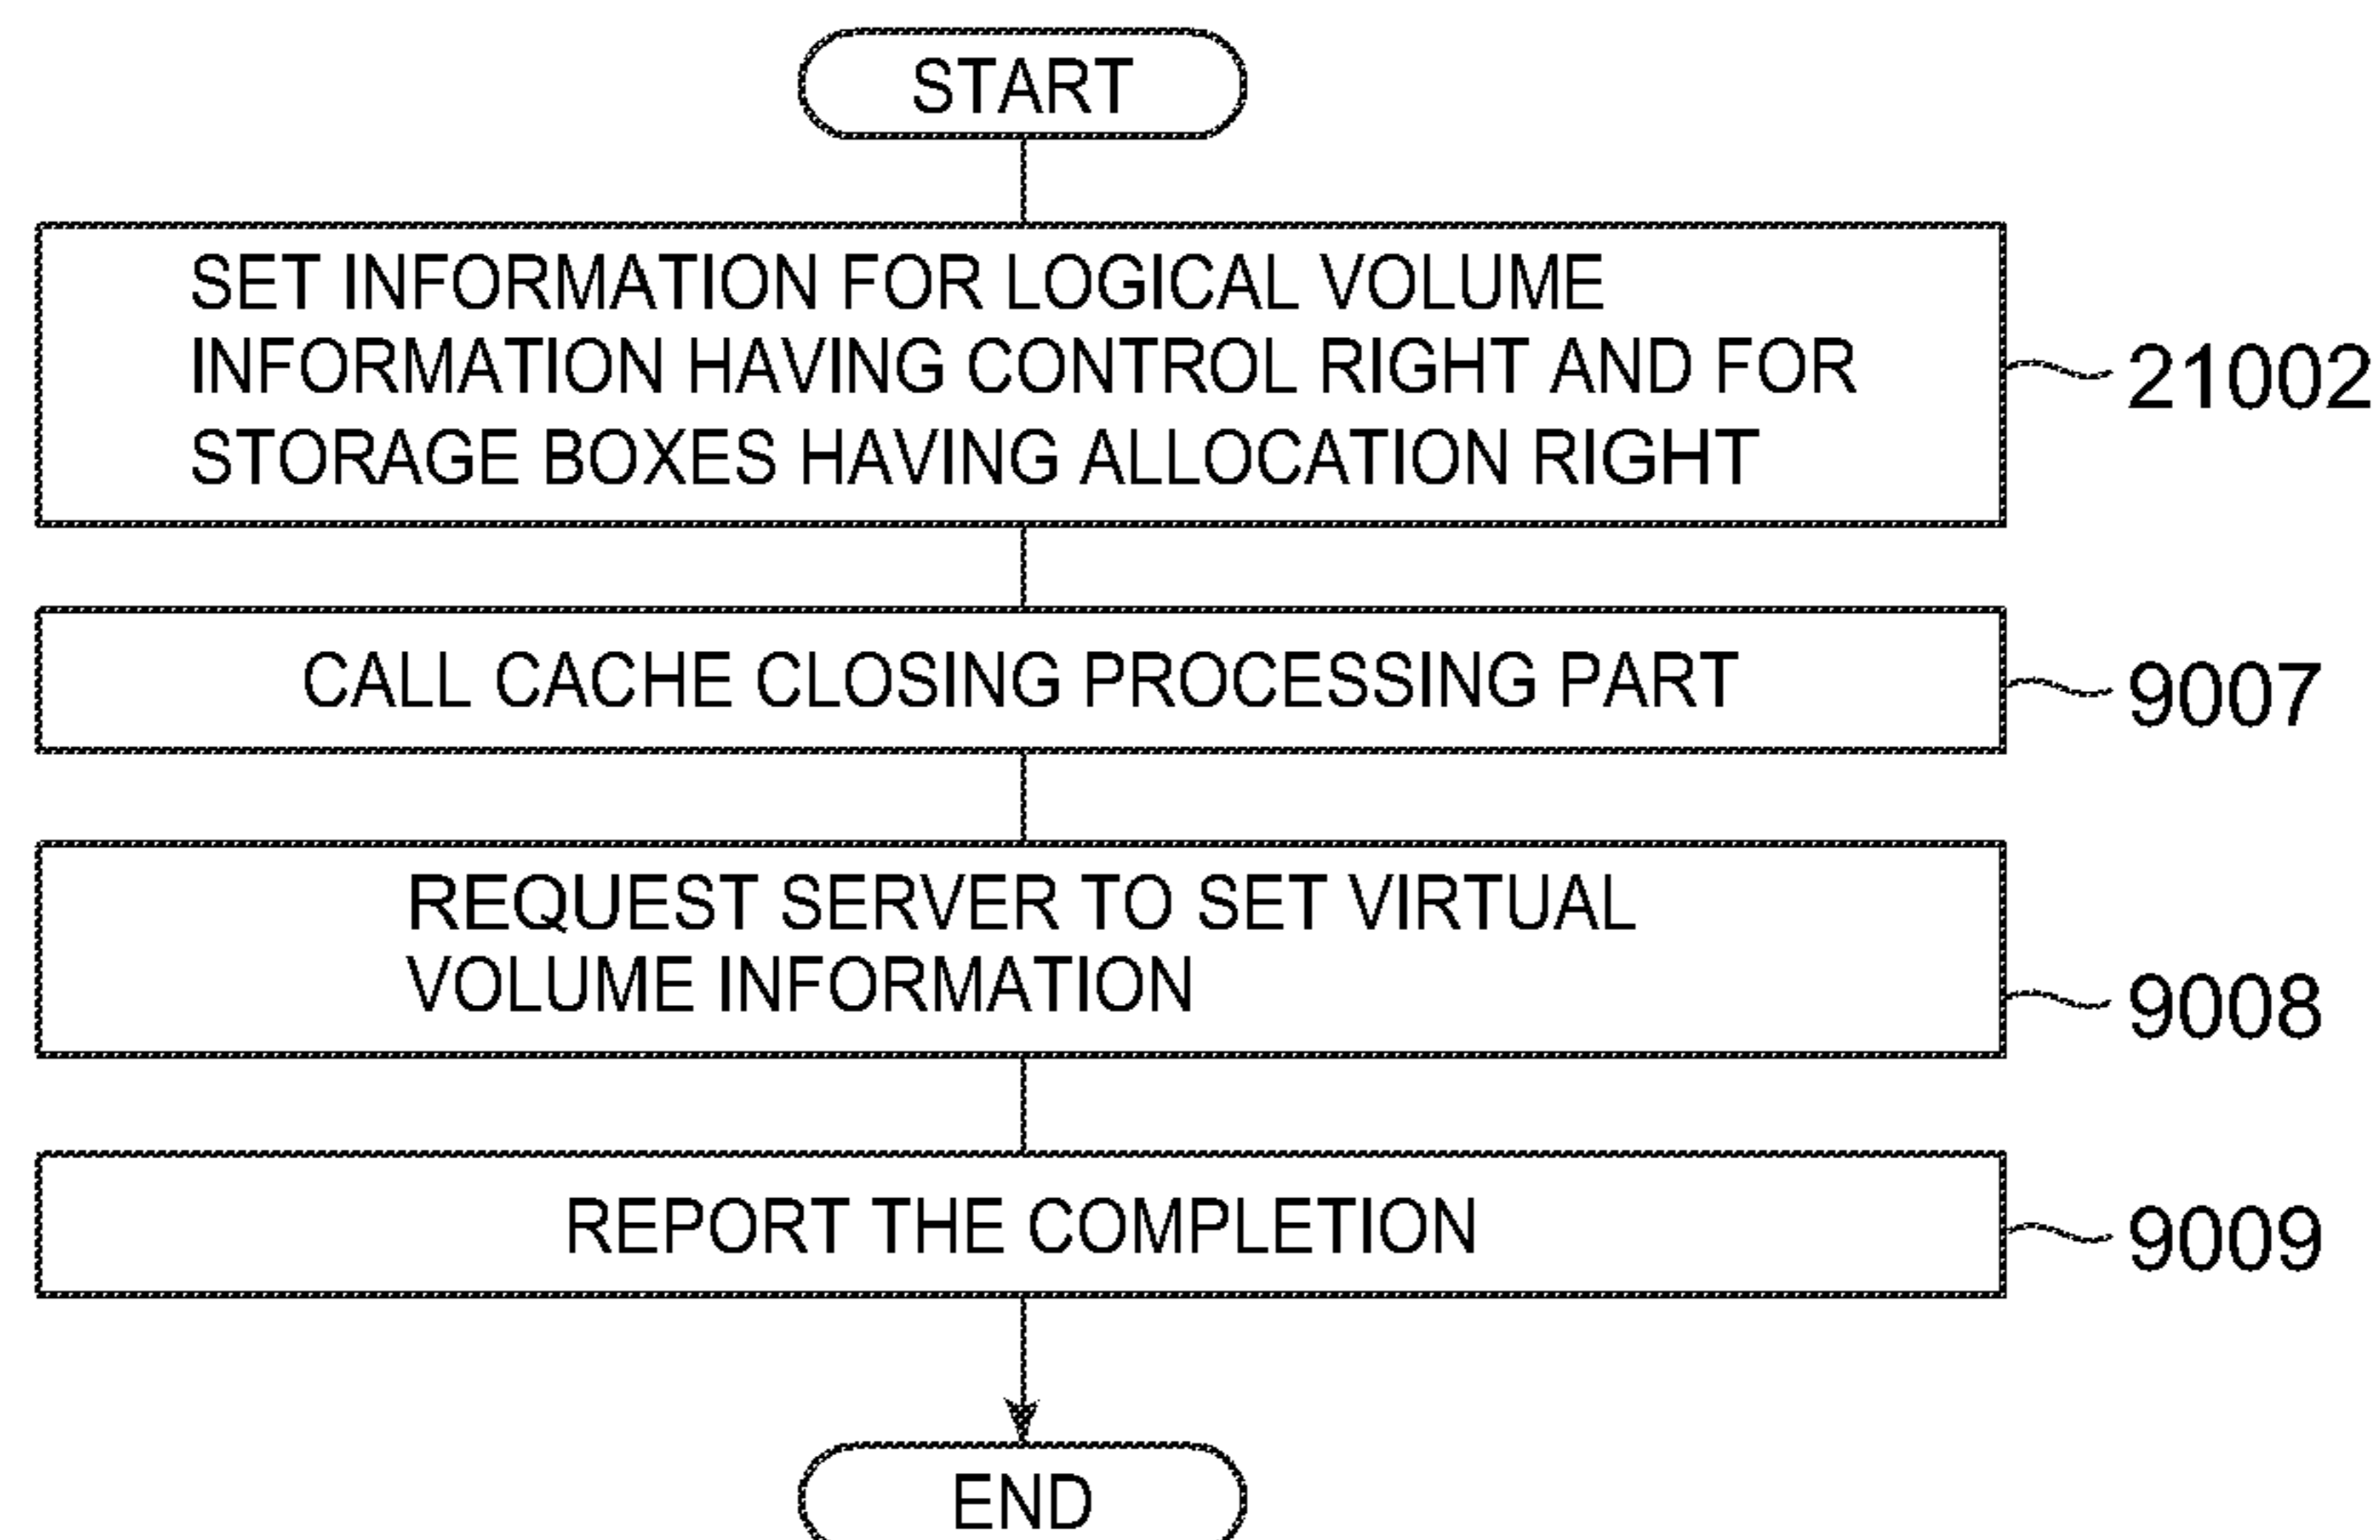 START
SET INFORMATION FOR LOGICAL VOLUME
INFORMATION HAVING CONTROL RIGHT AND FOR
STORAGE BOXES HAVING ALLOCATION RIGHT
21002
CALL CACHE CLOSING PROCESSING PART
9007
REQUEST SERVER TO SET VIRTUAL
VOLUME INFORMATION
9008
REPORT THE COMPLETION
9009
END